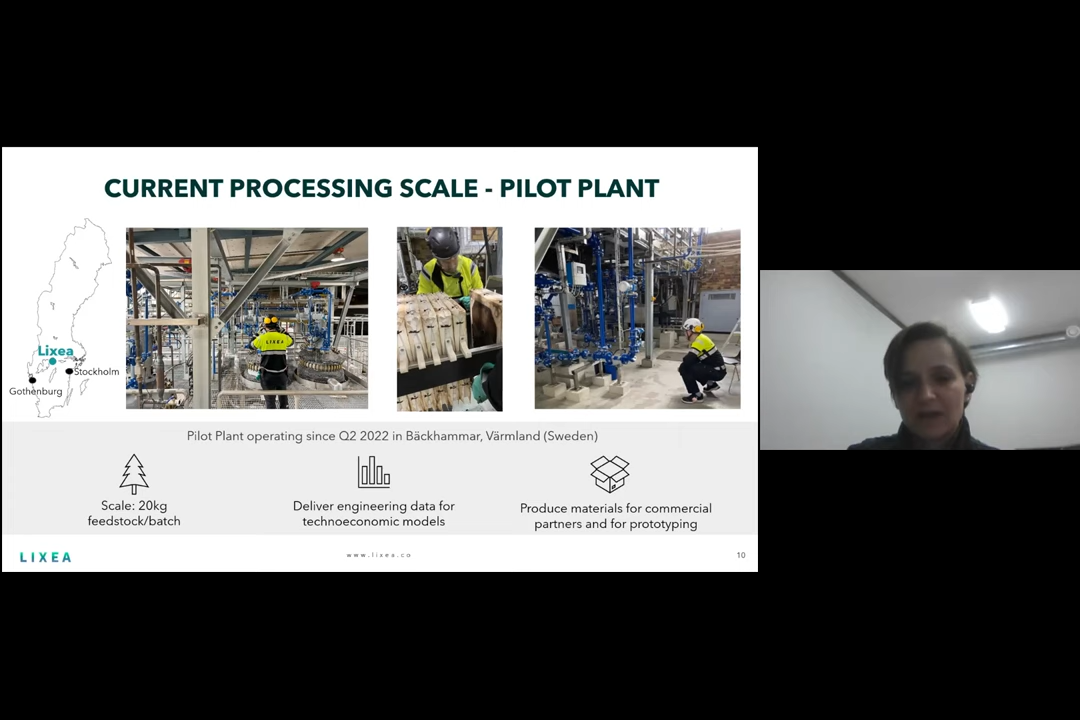 CURRENT PROCESSING SCALE - PILOT PLANT
Lixea
Stockholm
Gothenburg
LIXEA
Pilot Plant operating since Q2 2022 in Bäckhammar, Värmland (Sweden)
Scale: 20kg
feedstock/batch
Deliver engineering data for
technoeconomic models
Produce materials for commercial
partners and for prototyping
LIXEA
www.lixea.co
10